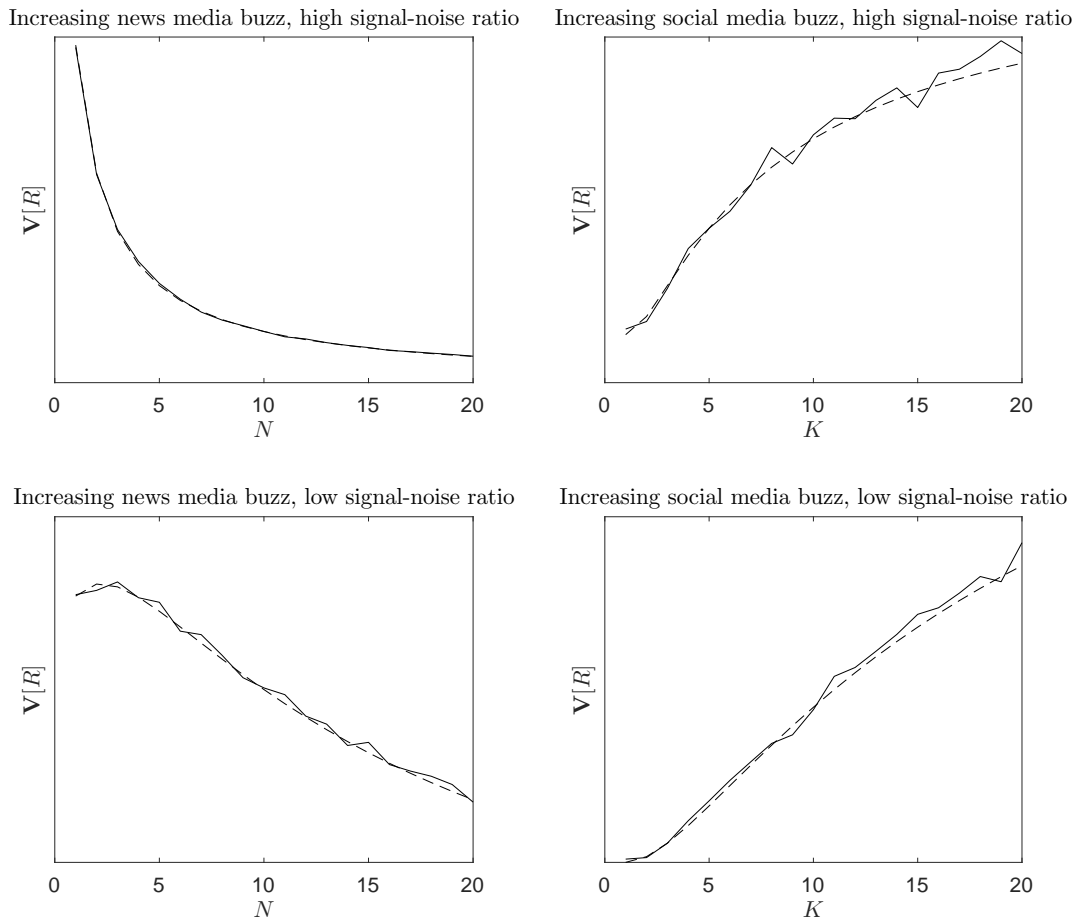 Increasing news media buzz, high signal-noise ratio
V[R]
0 5 10 15 20
N
Increasing social media buzz, high signal-noise ratio
V[R]
0 5 10 15 20
K
Increasing news media buzz, low signal-noise ratio
V[R]
0 5 10 15 20
N
Increasing social media buzz, low signal-noise ratio
V[R]
0 5 10 15 20
K